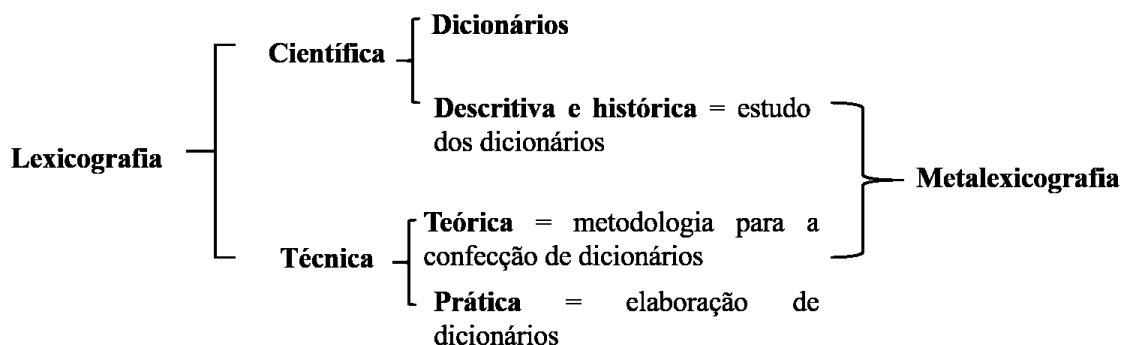 Dicionários
Científica
Descritiva e histórica = estudo
dos dicionários
Lexicografia
Metalexicografia
Teórica = metodologia para a
confecção de dicionários
Técnica
Prática = elaboração de
dicionários